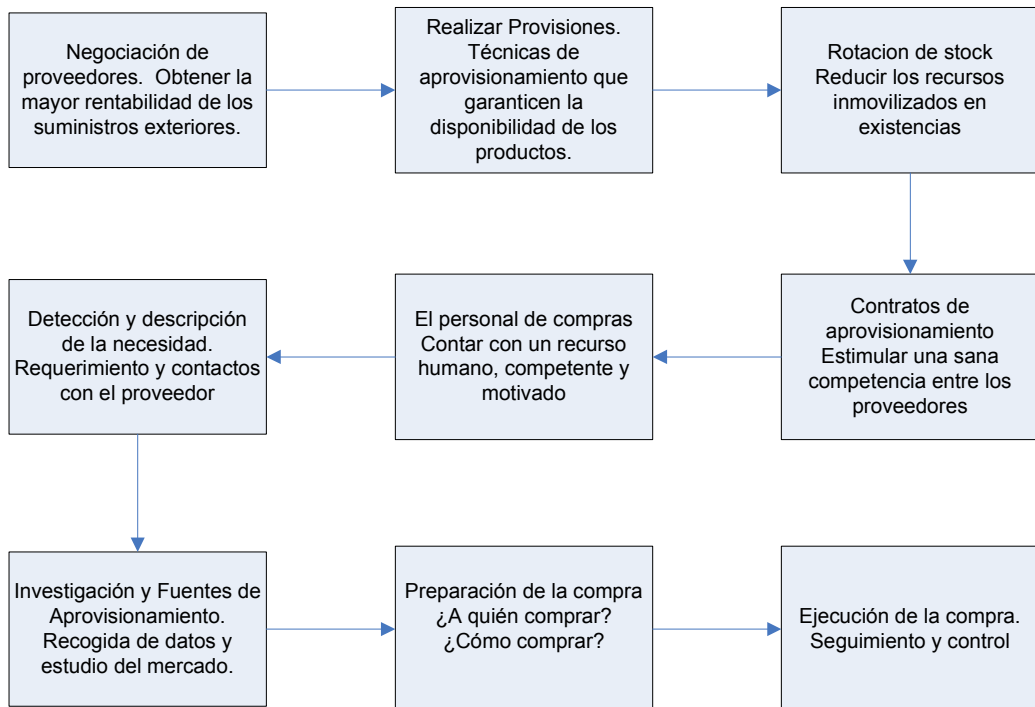 Negociación de
proveedores.  Obtener la
mayor rentabilidad de los
suministros exteriores.
Realizar Provisiones.
Técnicas de
aprovisionamiento que
garanticen la
disponibilidad de los
productos.
Rotacion de stock
Reducir los recursos
inmovilizados en
existencias
Contratos de
aprovisionamiento
Estimular una sana
competencia entre los
proveedores
El personal de compras
Contar con un recurso
humano, competente y
motivado
Detección y descripción
de la necesidad.
Requerimiento y contactos
con el proveedor
Investigación y Fuentes de
Aprovisionamiento.
Recogida de datos y
estudio del mercado.
Preparación de la compra
¿A quién comprar?
¿Cómo comprar?
Ejecución de la compra.
Seguimiento y control